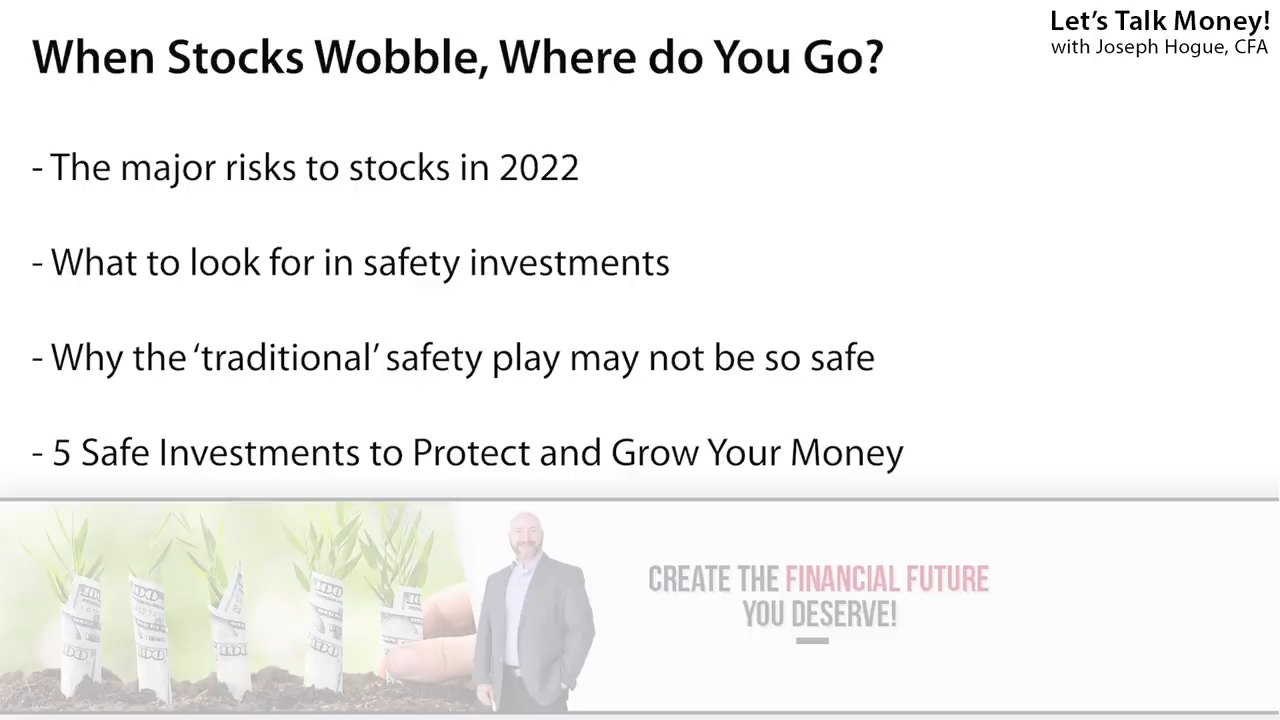 Let's Talk Money!
with Joseph Hogue, CFA
When Stocks Wobble, Where do You Go?
- The major risks to stocks in 2022
- What to look for in safety investments
- Why the 'traditional' safety play may not be so safe
- 5 Safe Investments to Protect and Grow Your Money
CREATE THE FINANCIAL FUTURE
YOU DESERVE!